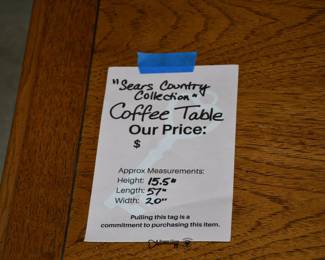 "Sears Country
Collection"
Coffee Table
Our Price:
$
Approx Measurements:
Height: 15.5"
Length: 57"
Width: 20"
Pulling this tag is a
commitment to purchasing this item.